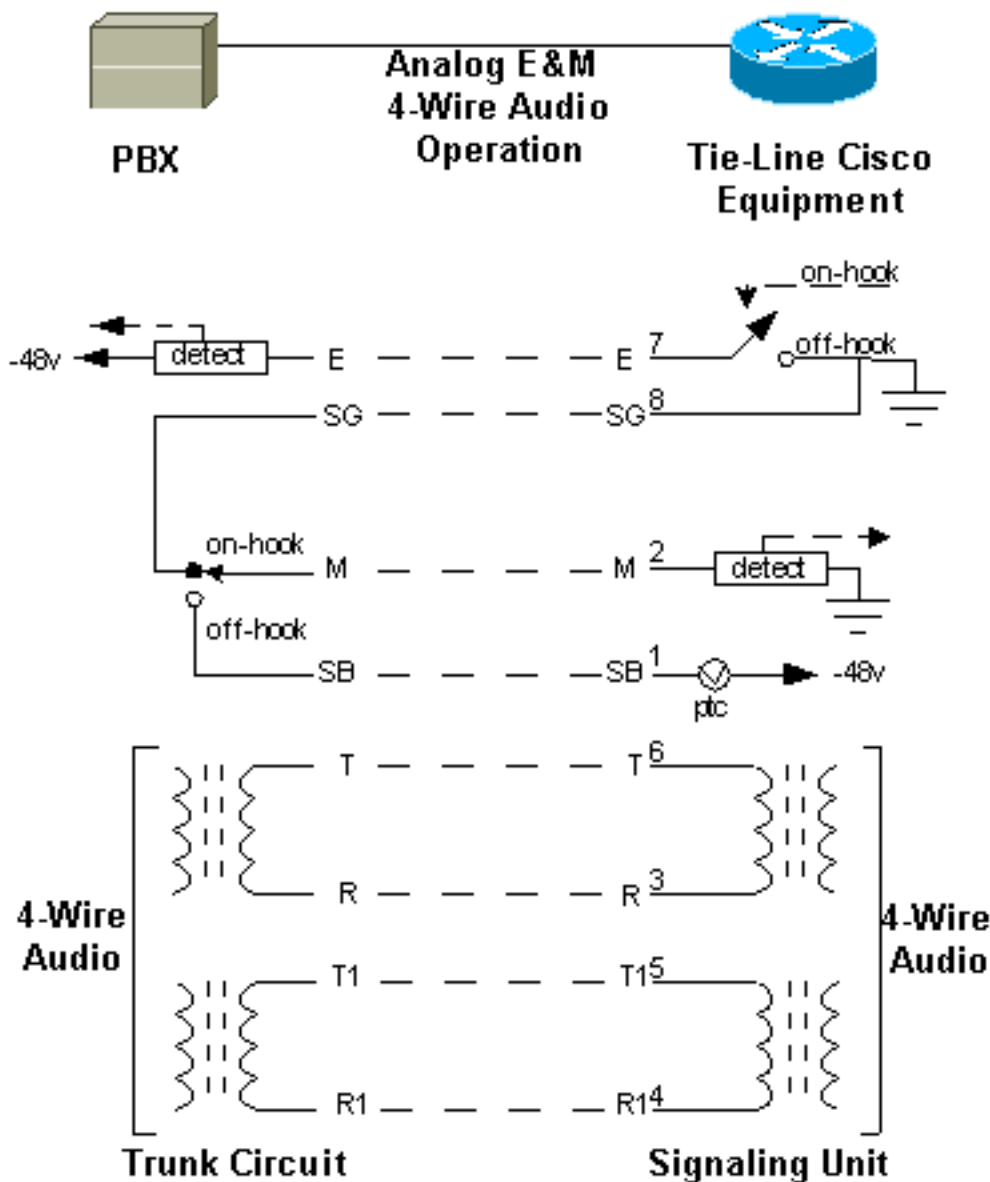 Analog E&M
4-Wire Audio
Operation
PBX
Tie-Line Cisco
Equipment
on-hook
-48v
detect
E
E
7
off-hook
SG
SG
8
on-hook
M
M
2
detect
off-hook
SB
SB
1
-48v
ptc
T
T
6
R
R
3
4-Wire
Audio
4-Wire
Audio
T1
T1
5
R1
R1
4
Trunk Circuit
Signaling Unit